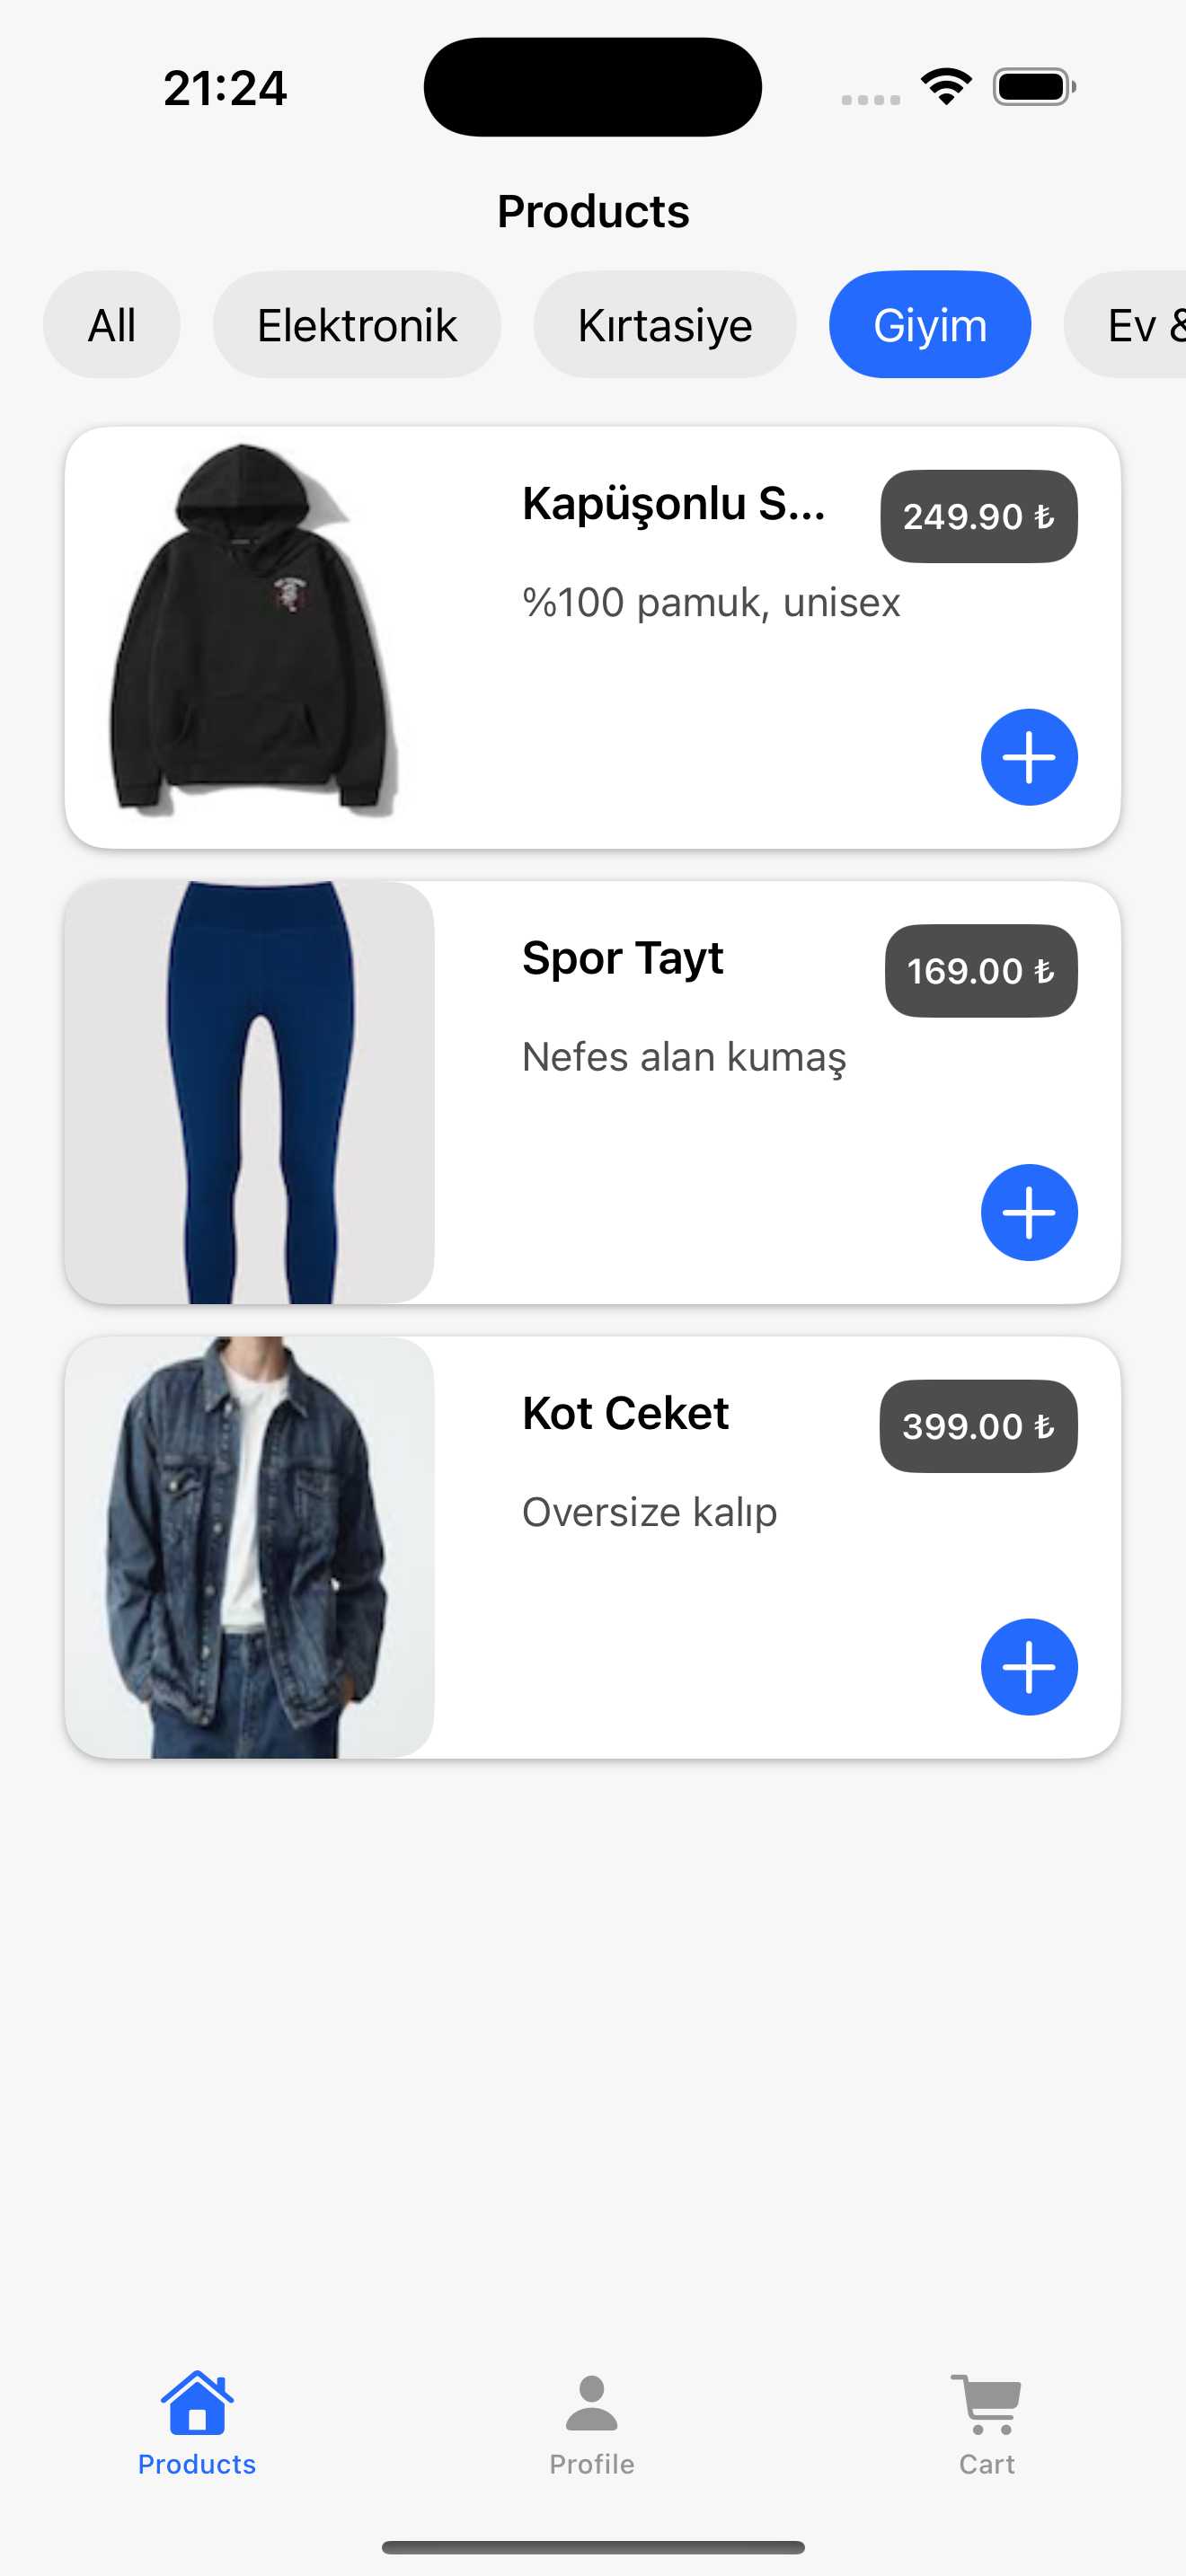 21:24
Products
All Elektronik Kırtasiye Giyim Ev &
Kapüşonlu S... 249.90 ₺
%100 pamuk, unisex
Spor Tayt 169.00 ₺
Nefes alan kumaş
Kot Ceket 399.00 ₺
Oversize kalıp
Products Profile Cart